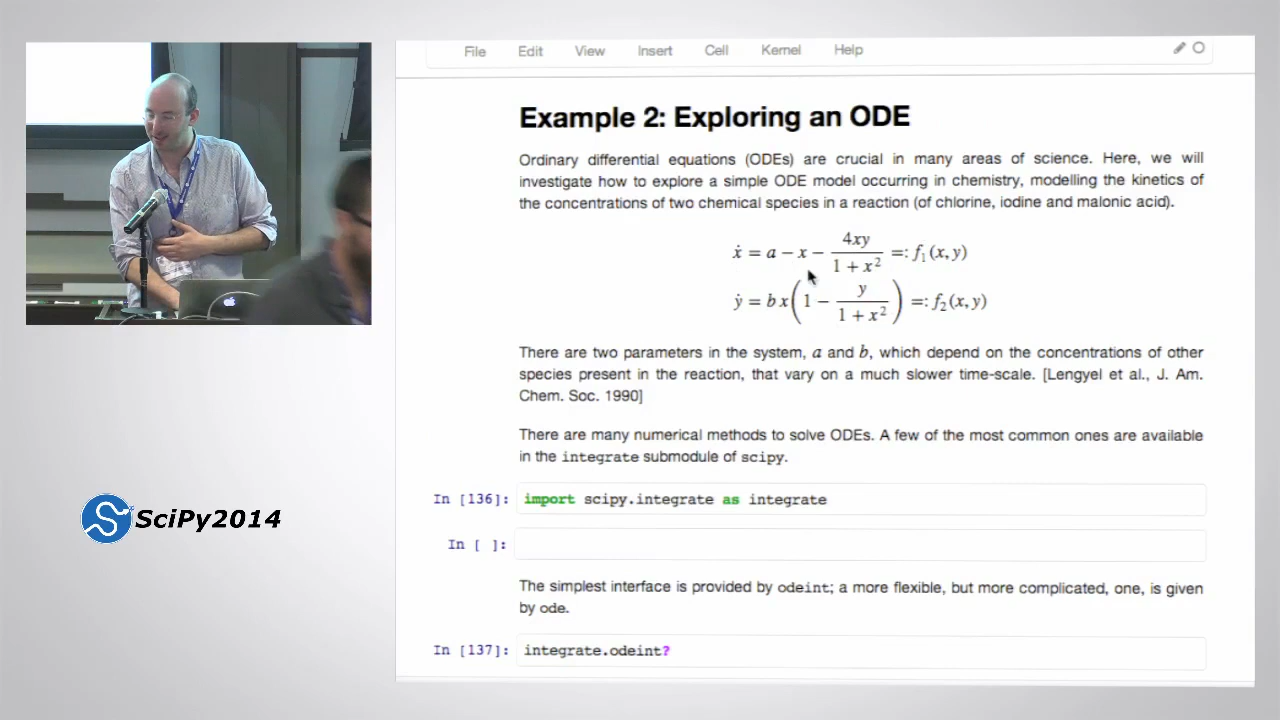 File Edit View Insert Cell Kernel Help
Example 2: Exploring an ODE
Ordinary differential equations (ODEs) are crucial in many areas of science. Here, we will
investigate how to explore a simple ODE model occurring in chemistry, modelling the kinetics of
the concentrations of two chemical species in a reaction (of chlorine, iodine and malonic acid).
ẋ = a − x − 4xy / (1 + x²) =: f₁(x, y)
ẏ = b x (1 − y / (1 + x²)) =: f₂(x, y)
There are two parameters in the system, a and b, which depend on the concentrations of other
species present in the reaction, that vary on a much slower time-scale. [Lengyel et al., J. Am.
Chem. Soc. 1990]
There are many numerical methods to solve ODEs. A few of the most common ones are available
in the integrate submodule of scipy.
In [136]: import scipy.integrate as integrate
In [ ]:
The simplest interface is provided by odeint; a more flexible, but more complicated, one, is given
by ode.
In [137]: integrate.odeint?
SciPy2014